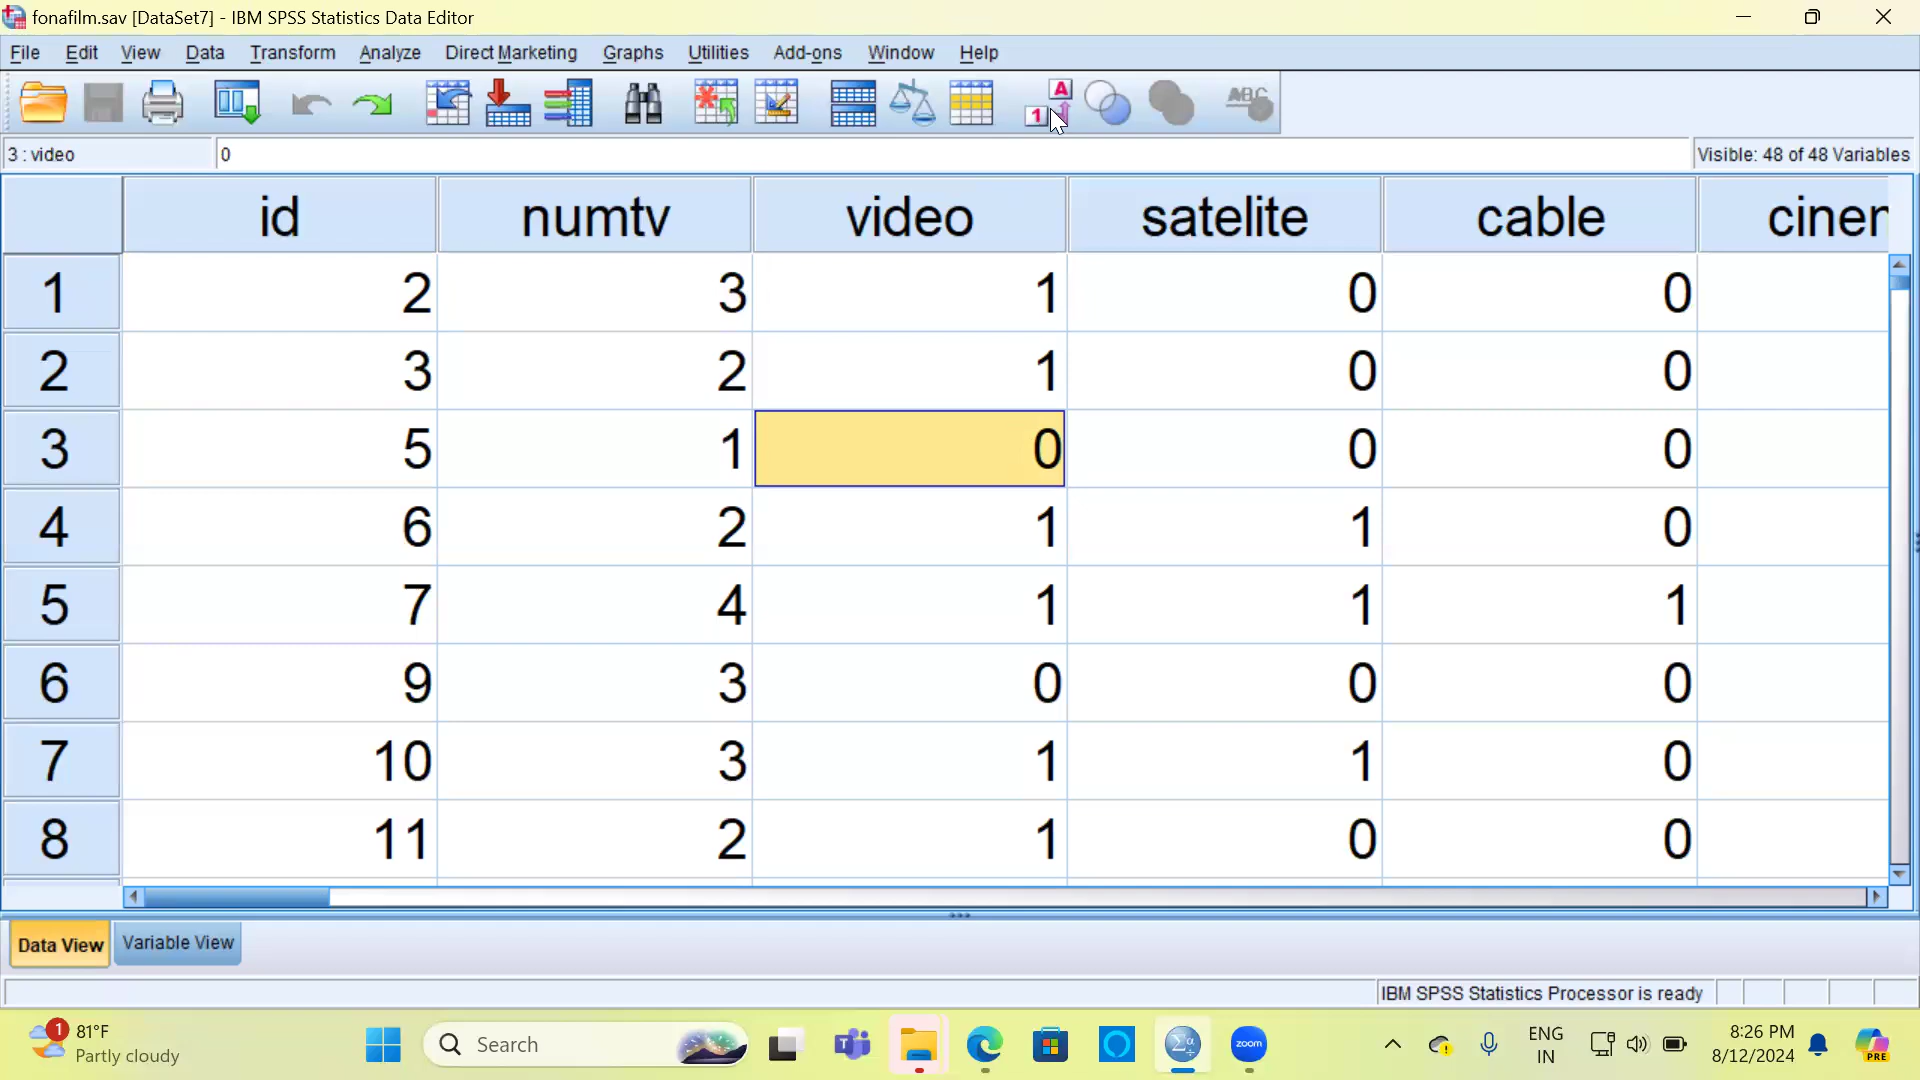 fonafilm.sav [DataSet7] - IBM SPSS Statistics Data Editor
File Edit View Data Transform Analyze Direct Marketing Graphs Utilities Add-ons Window Help
A
1
ABC
3 : video 0 Visible: 48 of 48 Variables
id numtv video satelite cable ciner
1 2 3 1 0 0
2 3 2 1 0 0
3 5 1 0 0 0
4 6 2 1 1 0
5 7 4 1 1 1
6 9 3 0 0 0
7 10 3 1 1 0
8 11 2 1 0 0
Data View Variable View
IBM SPSS Statistics Processor is ready
1 81°F
Partly cloudy
Search
zoom
ENG
IN
8:26 PM
8/12/2024
PRE